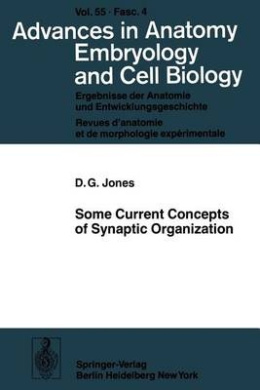 Vol. 55 · Fasc. 4
Advances in Anatomy
Embryology
and Cell Biology
Ergebnisse der Anatomie
und Entwicklungsgeschichte
Revues d'anatomie
et de morphologie expérimentale
D. G. Jones
Some Current Concepts
of Synaptic Organization
Springer-Verlag
Berlin Heidelberg New York